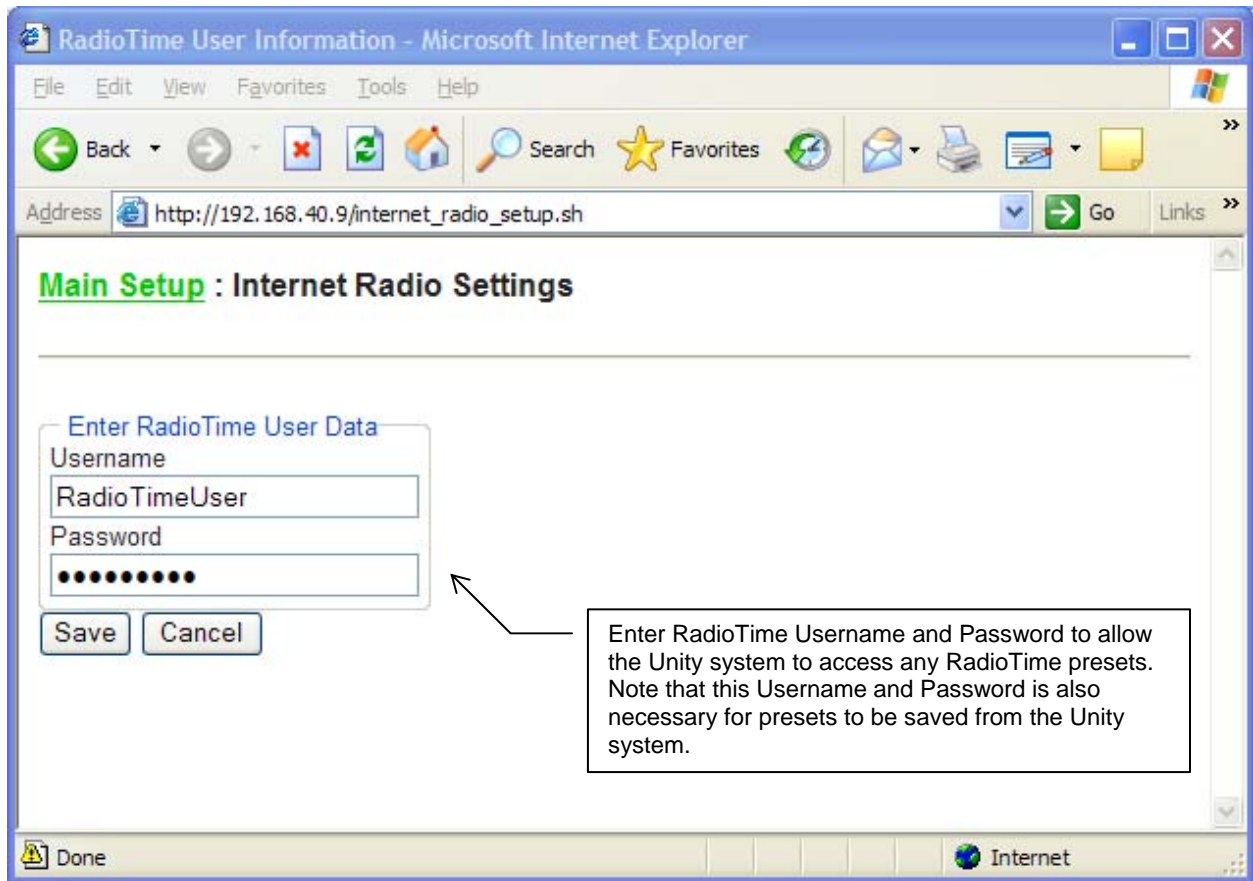 RadioTime User Information - Microsoft Internet Explorer
File Edit View Favorites Tools Help
Back Search Favorites »
Address http://192.168.40.9/internet_radio_setup.sh Go Links »
Main Setup : Internet Radio Settings
Enter RadioTime User Data
Username
RadioTimeUser
Password
•••••••••
Save Cancel
Enter RadioTime Username and Password to allow
the Unity system to access any RadioTime presets.
Note that this Username and Password is also
necessary for presets to be saved from the Unity
system.
Done Internet